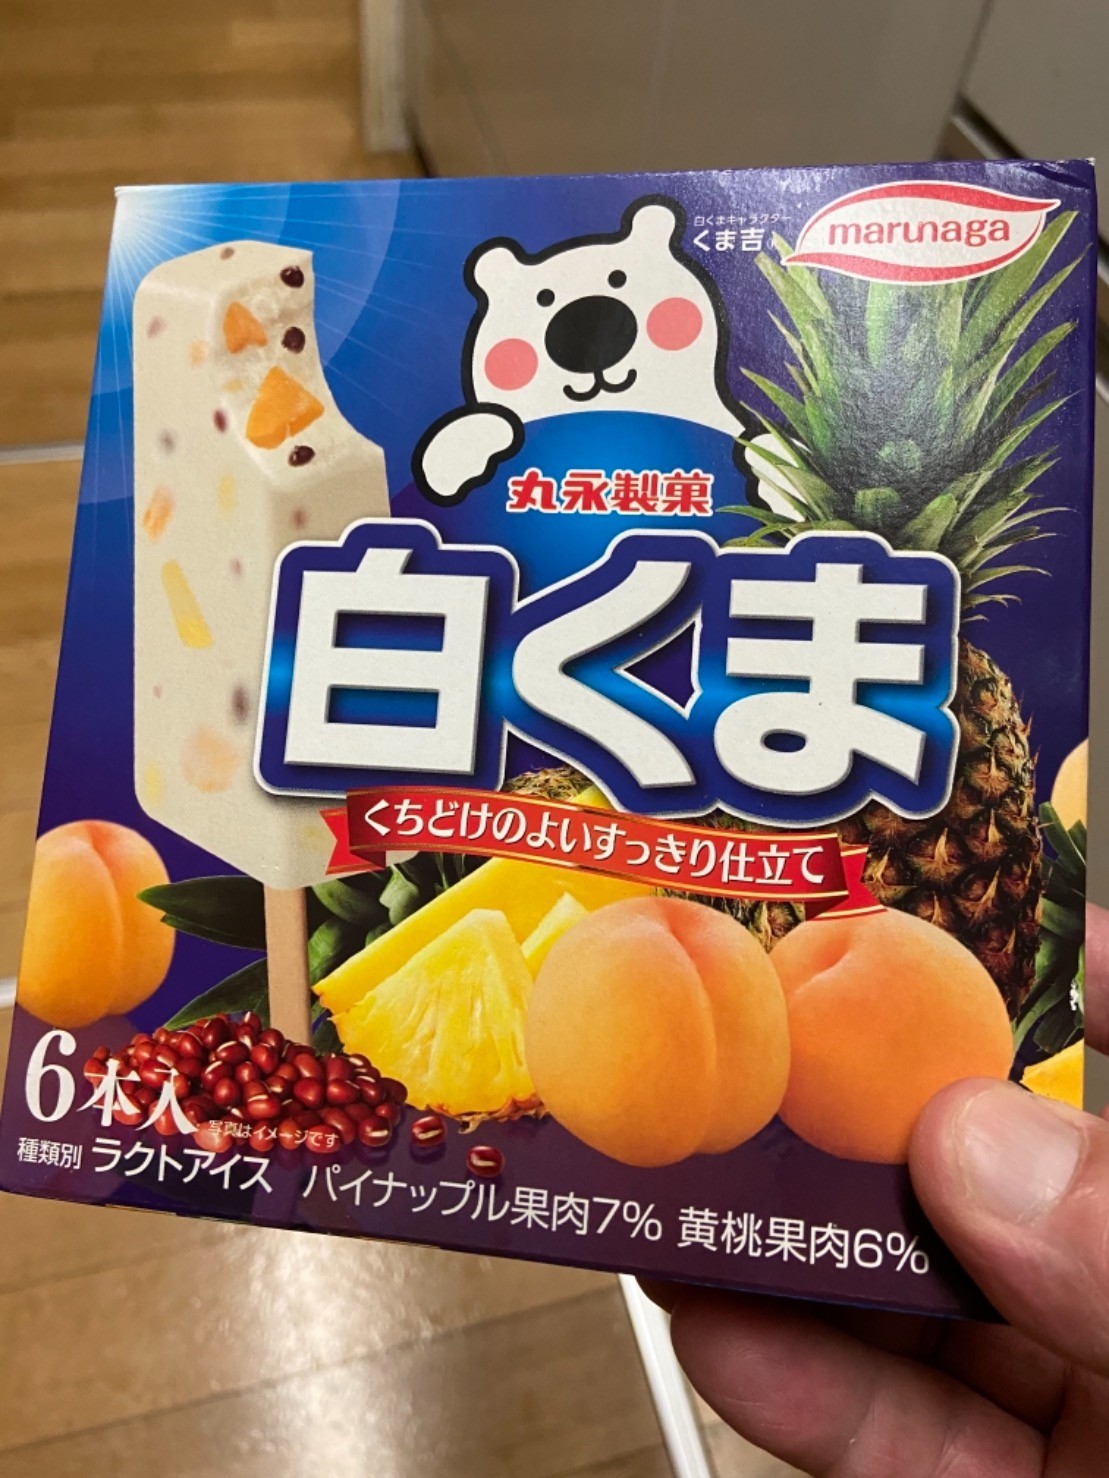 白くまキャラクター
くま吉
marunaga
丸永製菓
白くま
くちどけのよいすっきり仕立て
6本入
写真はイメージです
種類別 ラクトアイス パイナップル果肉7% 黄桃果肉6%